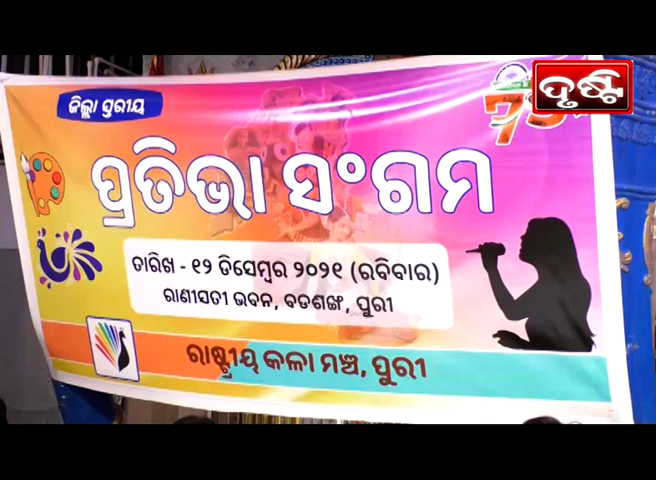 ଦୃଷ୍ଟି
ଜିଲ୍ଲା ସ୍ତରୀୟ
ପ୍ରତିଭା ସଂଗମ
ତାରିଖ - ୧୨ ଡିସେମ୍ବର ୨୦୨୧ (ରବିବାର)
ରାଣୀସତୀ ଭବନ, ବଡଶଙ୍ଖ, ପୁରୀ
ରାଷ୍ଟ୍ରୀୟ କଳା ମଞ୍ଚ, ପୁରୀ